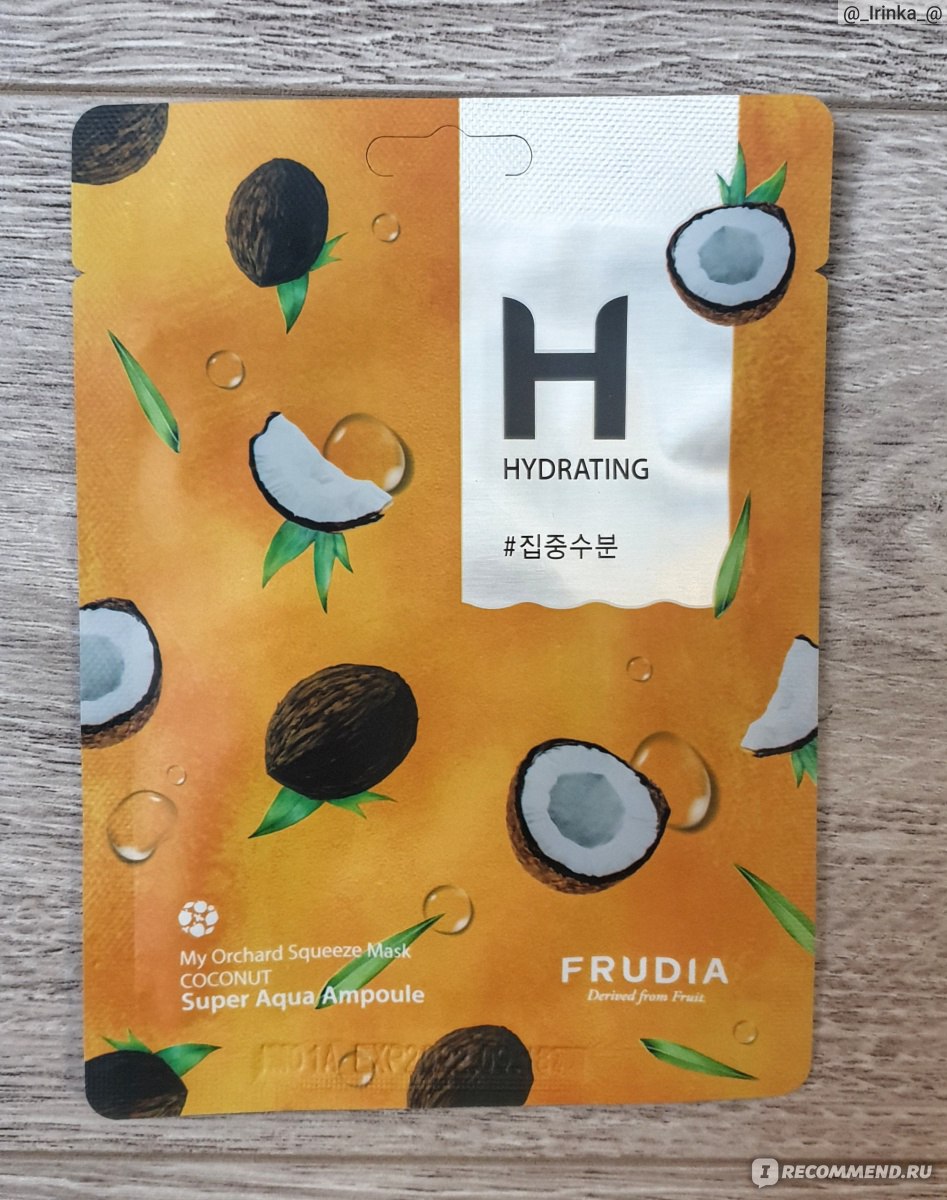 @_Irinka_@
H
HYDRATING
#집중수분
My Orchard Squeeze Mask
COCONUT
Super Aqua Ampoule
FRUDIA
Derived from Fruit
I RECOMMEND.RU